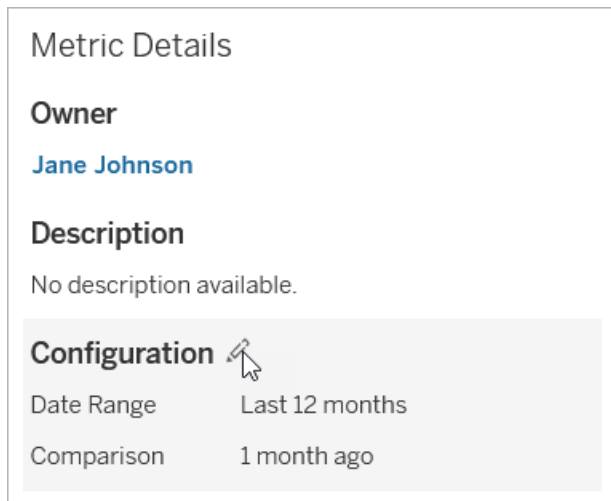 Metric Details
Owner
Jane Johnson
Description
No description available.
Configuration
Date Range Last 12 months
Comparison 1 month ago